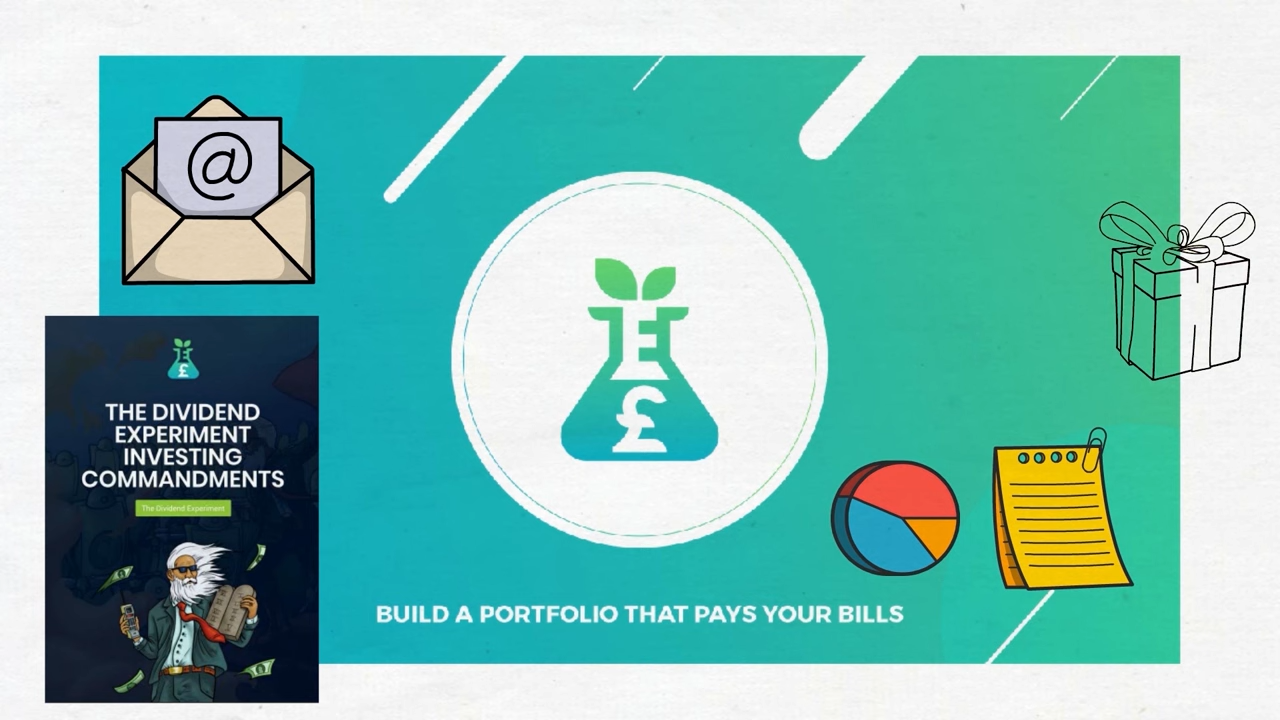 @
E
£
£
THE DIVIDEND
EXPERIMENT
INVESTING
COMMANDMENTS
The Dividend Experiment
BUILD A PORTFOLIO THAT PAYS YOUR BILLS